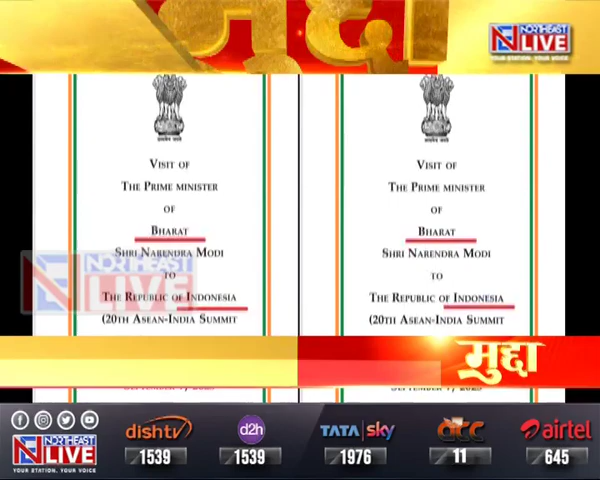 मुद्दा
NORTHEAST LIVE
YOUR STATION, YOUR VOICE
VISIT OF
THE PRIME MINISTER
OF
BHARAT
SHRI NARENDRA MODI
TO
THE REPUBLIC OF INDONESIA
(20TH ASEAN-INDIA SUMMIT
VISIT OF
THE PRIME MINISTER
OF
BHARAT
SHRI NARENDRA MODI
TO
THE REPUBLIC OF INDONESIA
(20TH ASEAN-INDIA SUMMIT
NORTHEAST LIVE
मुद्दा
NORTHEAST LIVE
YOUR STATION, YOUR VOICE
dishtv
1539
d2h
1539
TATA sky
1976
GTC
11
airtel
645